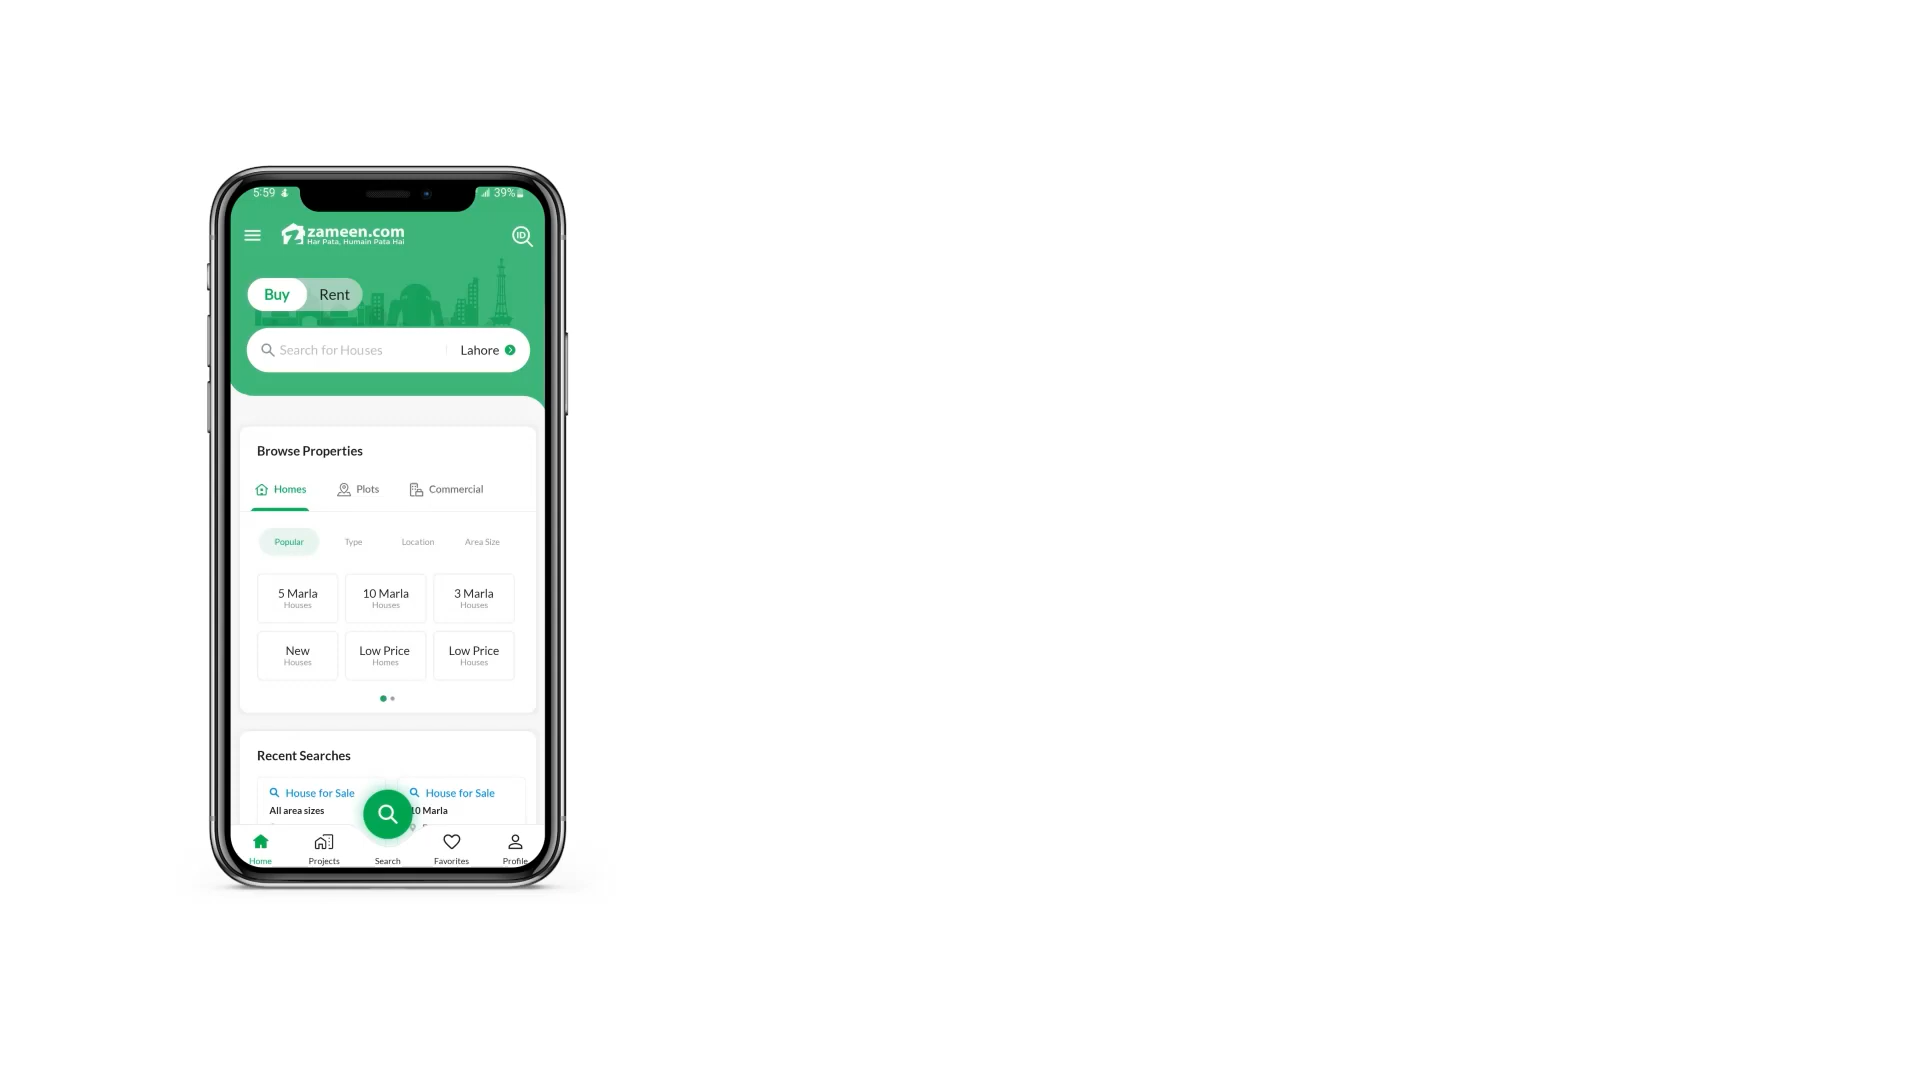 5:59
39%
zameen.com
Har Pata, Humain Pata Hai
ID
Buy Rent
Search for Houses Lahore
Browse Properties
Homes Plots Commercial
Popular Type Location Area Size
5 Marla 10 Marla 3 Marla
Houses Houses Houses
New Low Price Low Price
Houses Homes Houses
Recent Searches
House for Sale House for Sale
All area sizes 10 Marla
Home Projects Search Favorites Profile